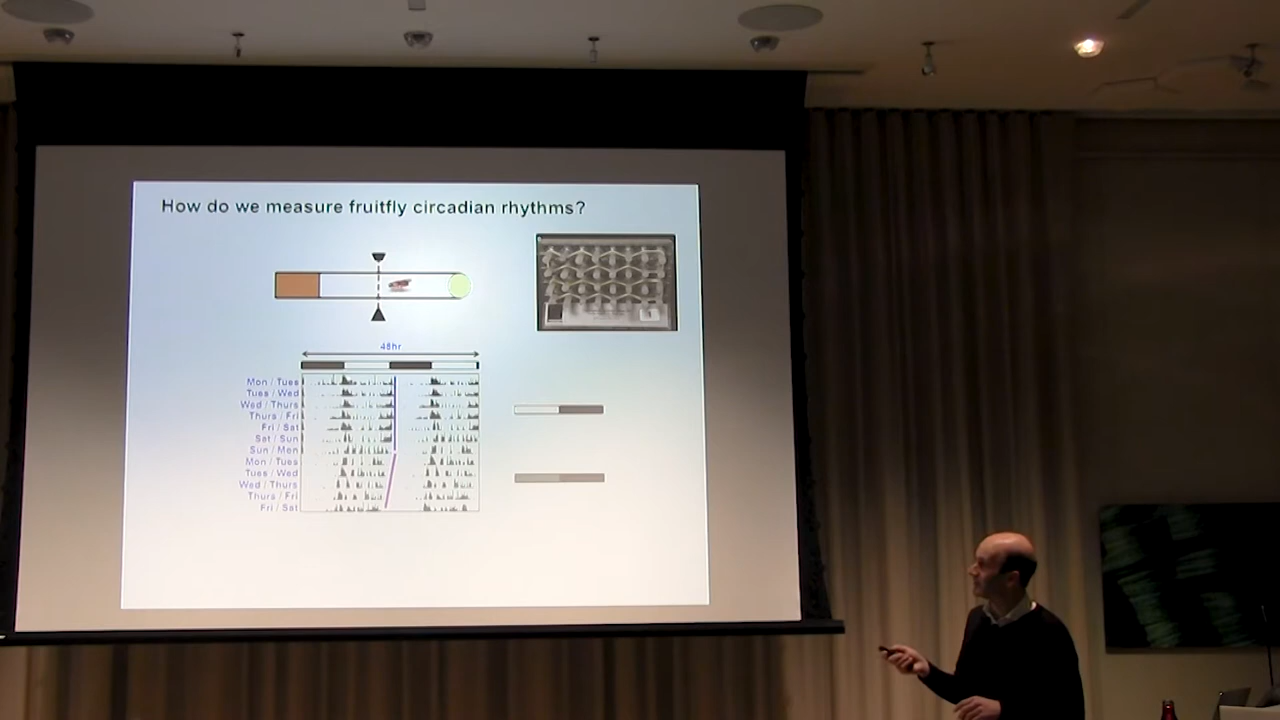 How do we measure fruitfly circadian rhythms?
48hr
Mon / Tues
Tues / Wed
Wed / Thurs
Thurs / Fri
Fri / Sat
Sat / Sun
Sun / Mon
Mon / Tues
Tues / Wed
Wed / Thurs
Thurs / Fri
Fri / Sat